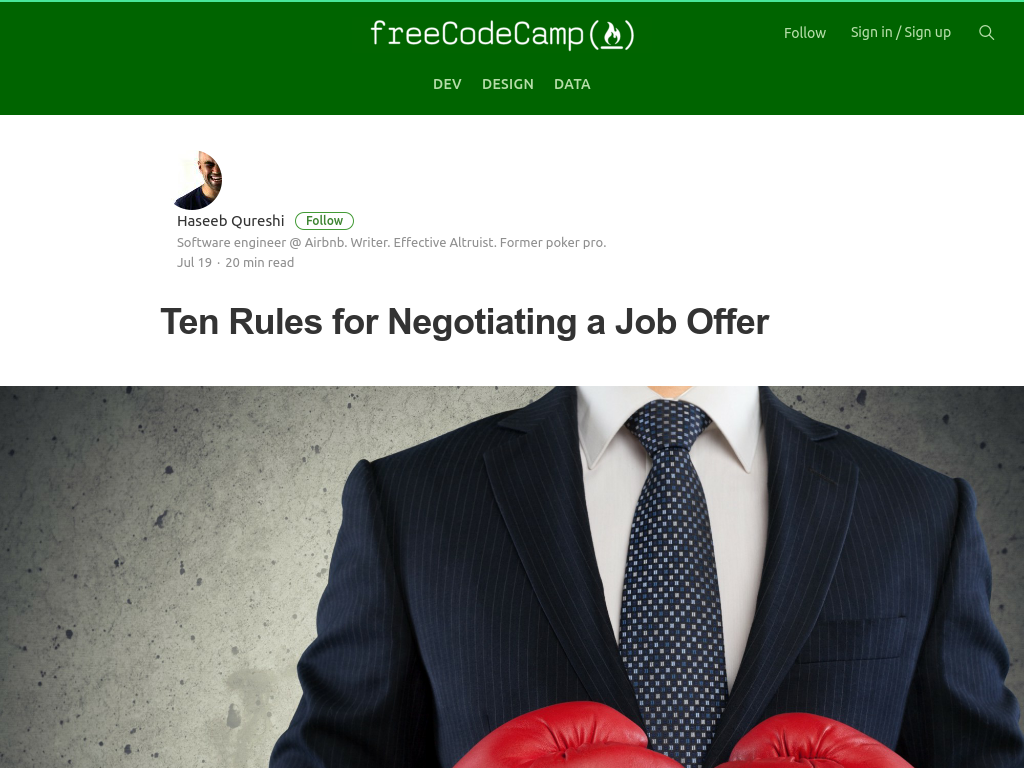 freeCodeCamp(🔥)
Follow
Sign in / Sign up
DEV DESIGN DATA
Haseeb Qureshi Follow
Software engineer @ Airbnb. Writer. Effective Altruist. Former poker pro.
Jul 19 · 20 min read
Ten Rules for Negotiating a Job Offer